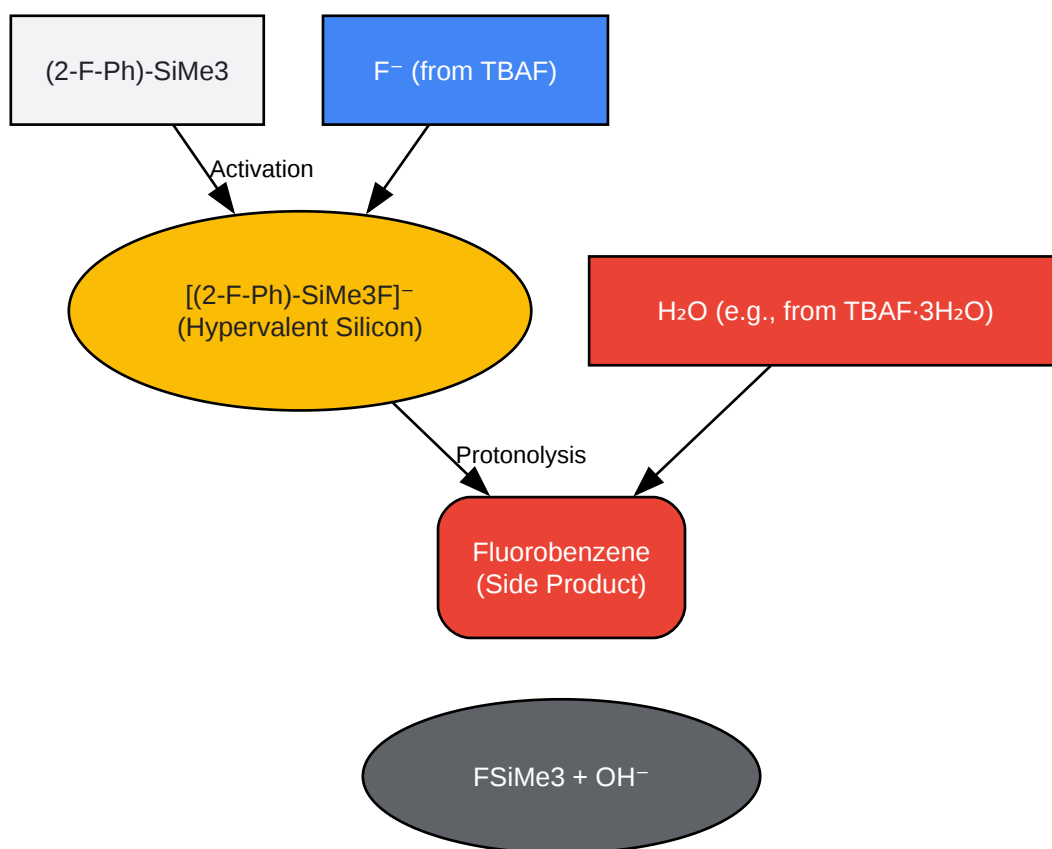 (2-F-Ph)-SiMe3
F⁻ (from TBAF)
Activation
[(2-F-Ph)-SiMe3F]⁻
(Hypervalent Silicon)
H₂O (e.g., from TBAF·3H₂O)
Protonolysis
Fluorobenzene
(Side Product)
FSiMe3 + OH⁻